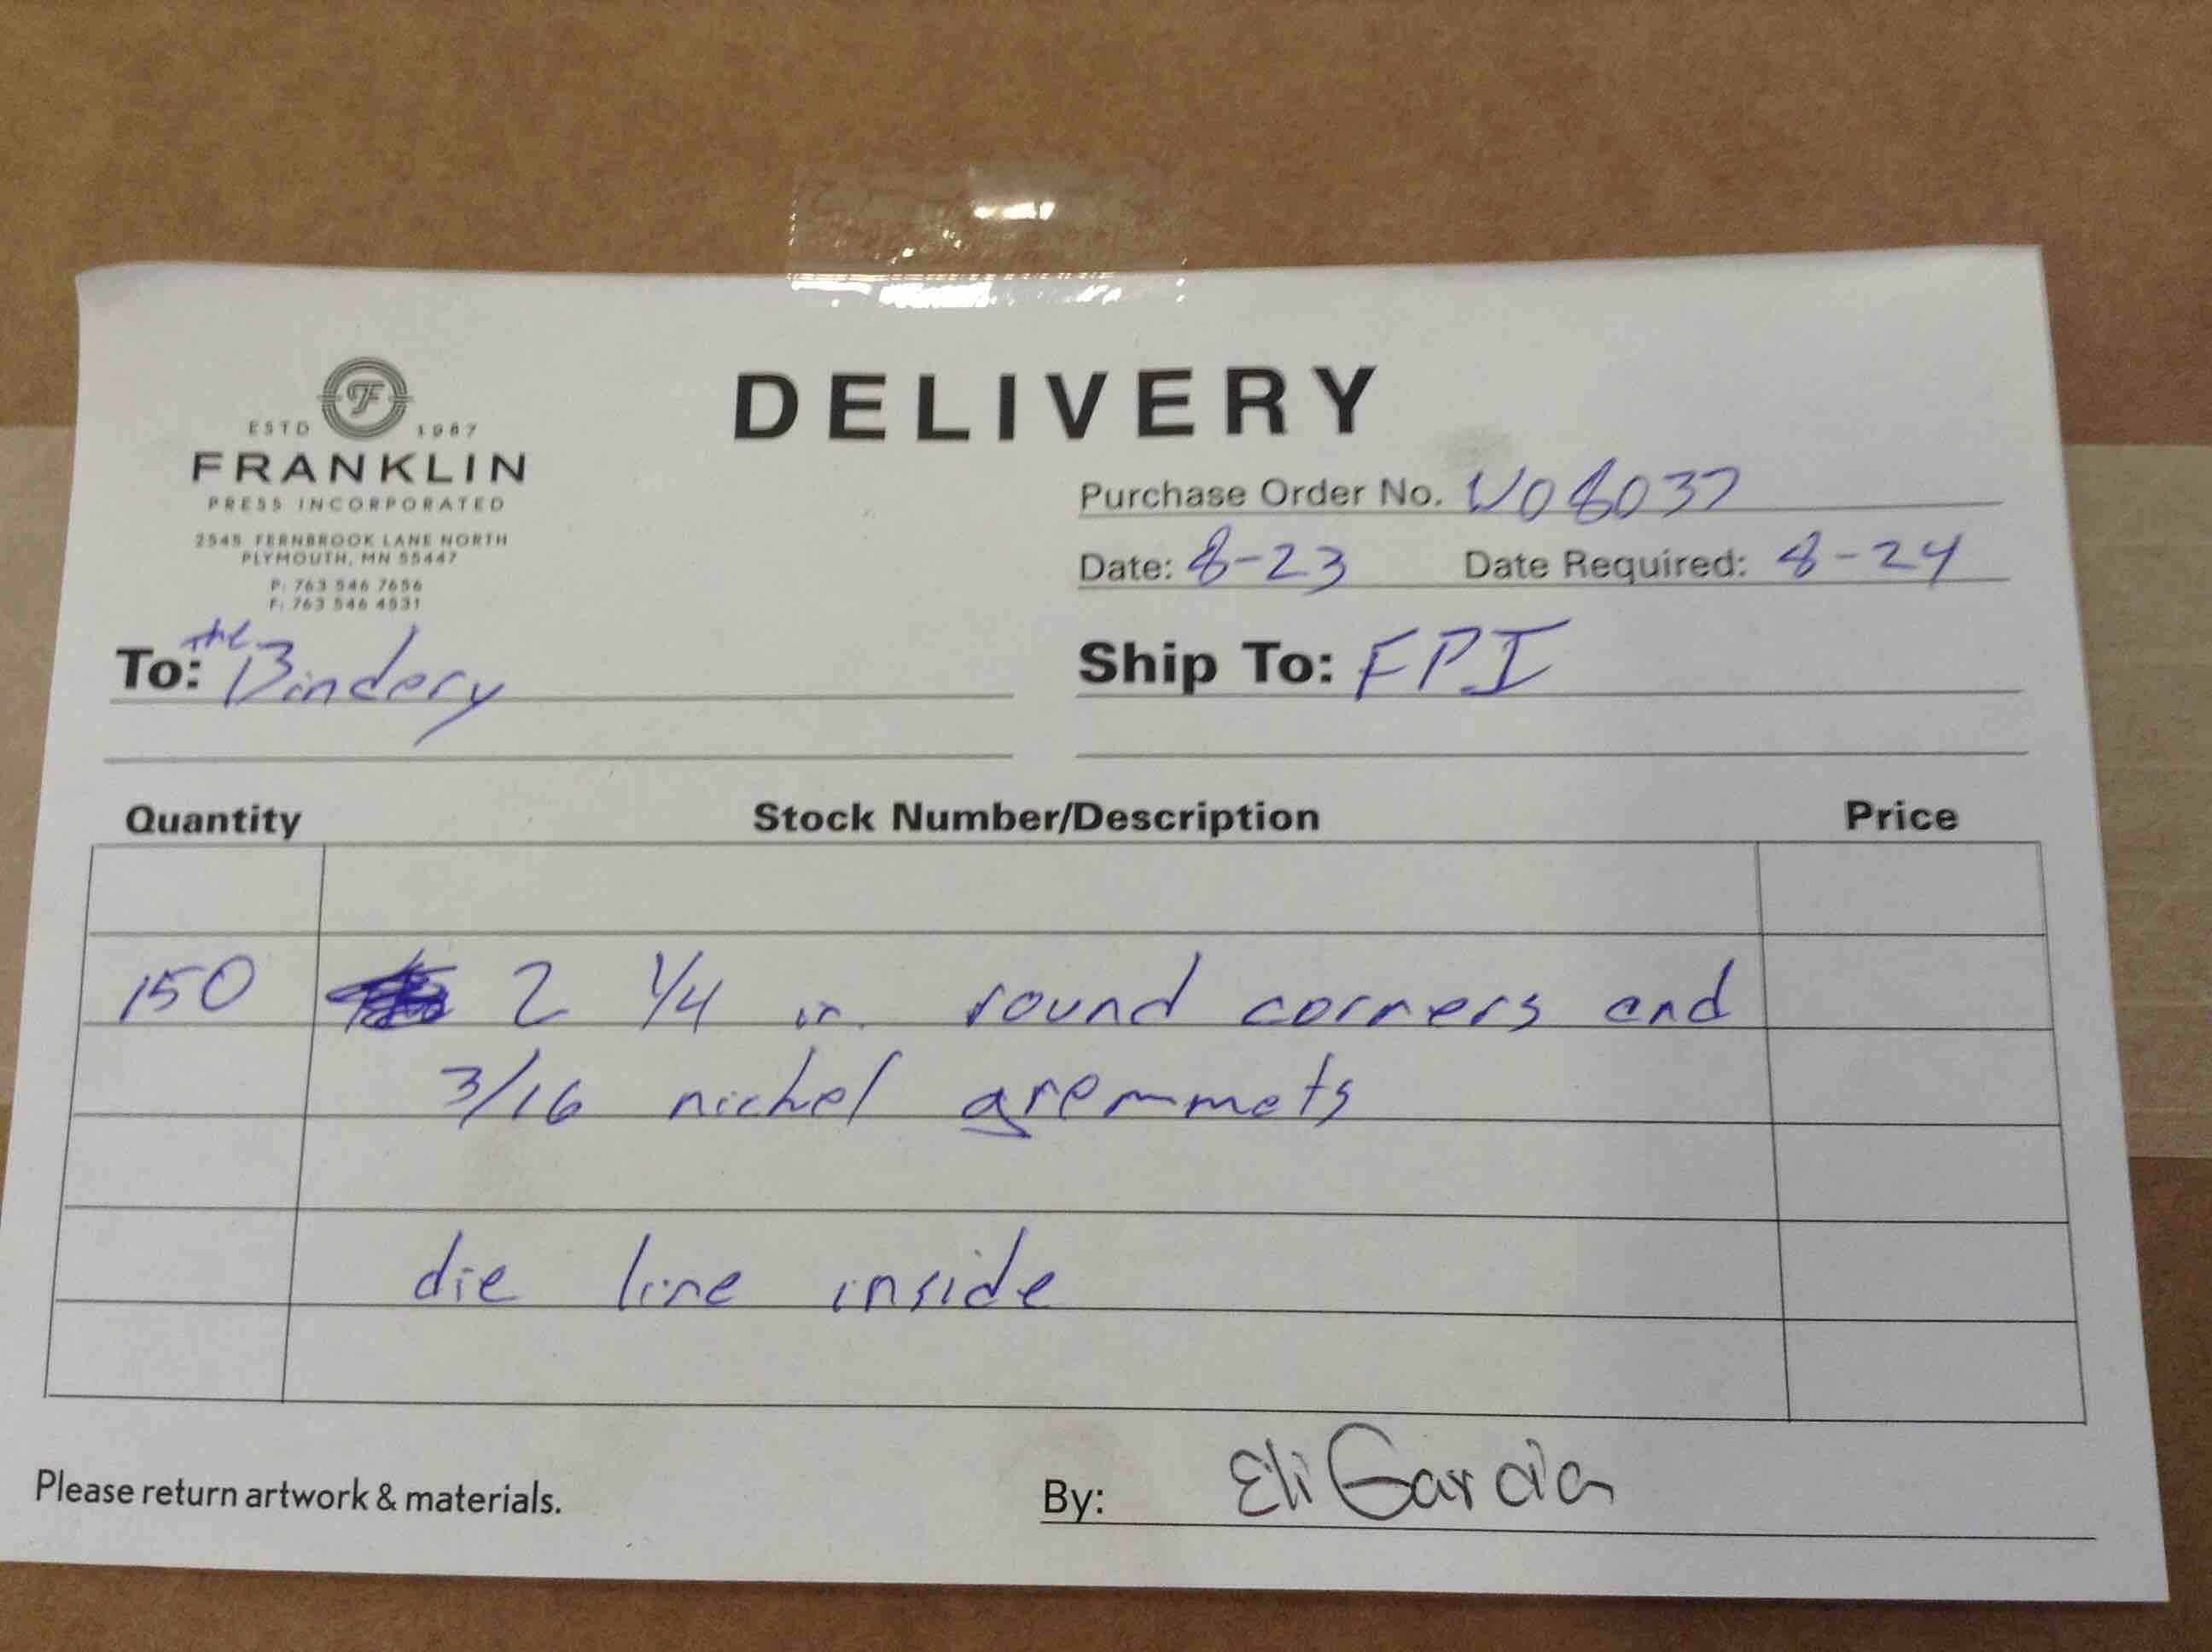 DELIVERY
ESTD 1987
FRANKLIN
PRESS INCORPORATED
2545 FERNBROOK LANE NORTH
PLYMOUTH, MN 55447
P: 763 546 7656
F: 763 546 4531
Purchase Order No. V08037
Date: 8-23 Date Required: 8-24
To: the Bindery
Ship To: FPI
Quantity Stock Number/Description Price
150 2 1/4 in. round corners and
3/16 nickel grommets
die line inside
Please return artwork & materials. By: Eli Garcia